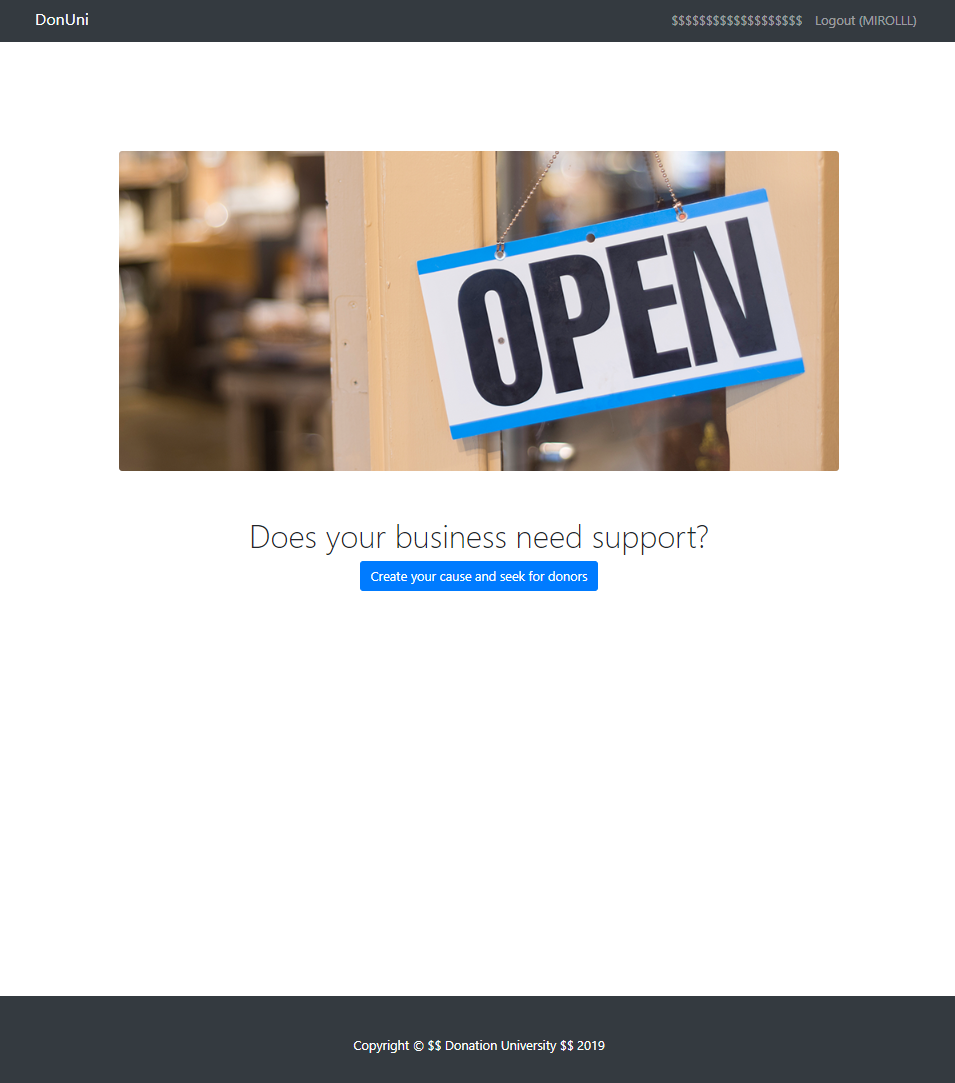 DonUni
$$$$$$$$$$$$$$$$$$$ Logout (MIROLLL)
OPEN
Does your business need support?
Create your cause and seek for donors
Copyright © $$ Donation University $$ 2019